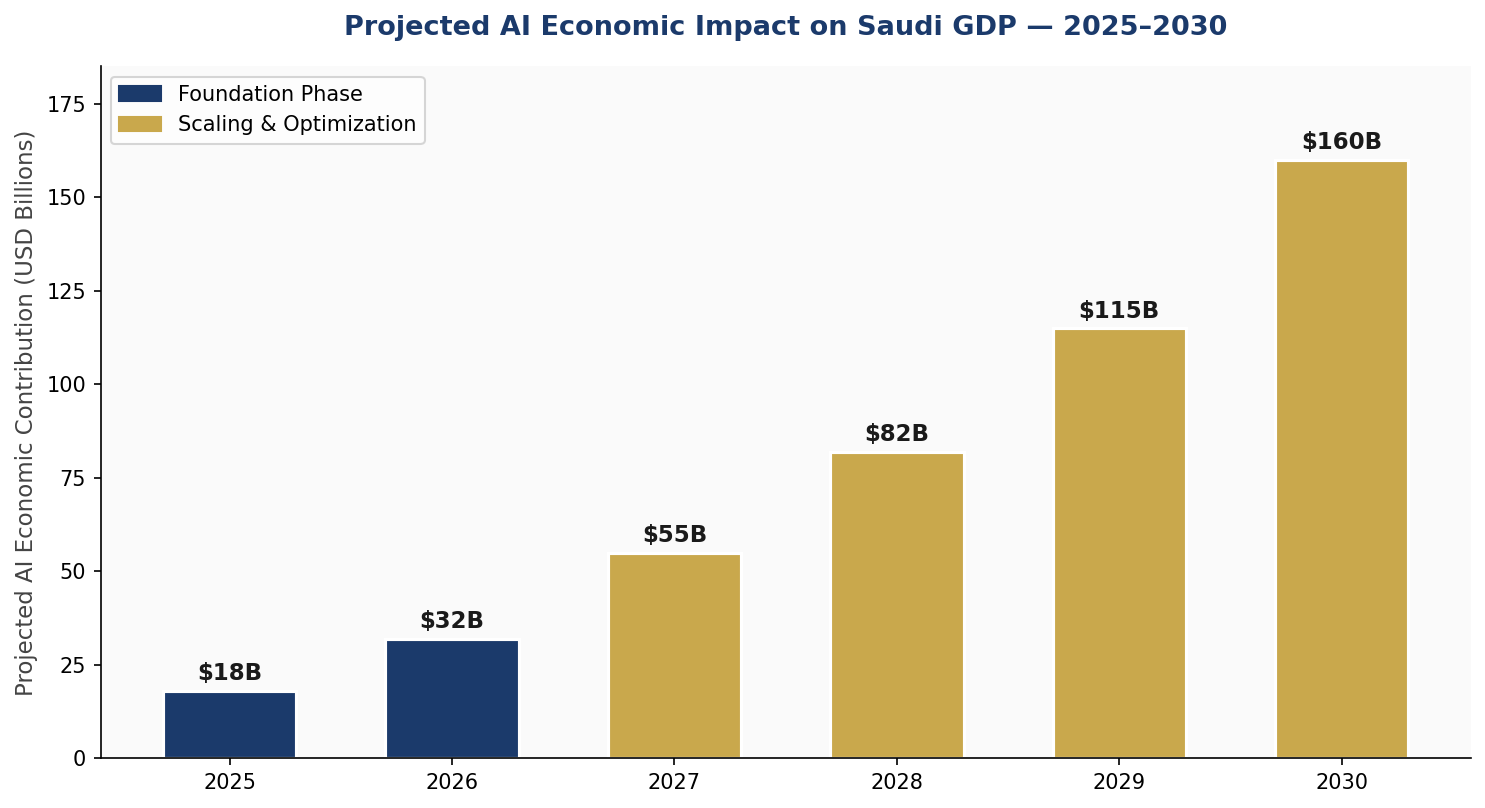 Projected AI Economic Impact on Saudi GDP — 2025–2030
Projected AI Economic Contribution (USD Billions)
175
150
125
100
75
50
25
0
Foundation Phase
Scaling & Optimization
$18B
$32B
$55B
$82B
$115B
$160B
2025
2026
2027
2028
2029
2030